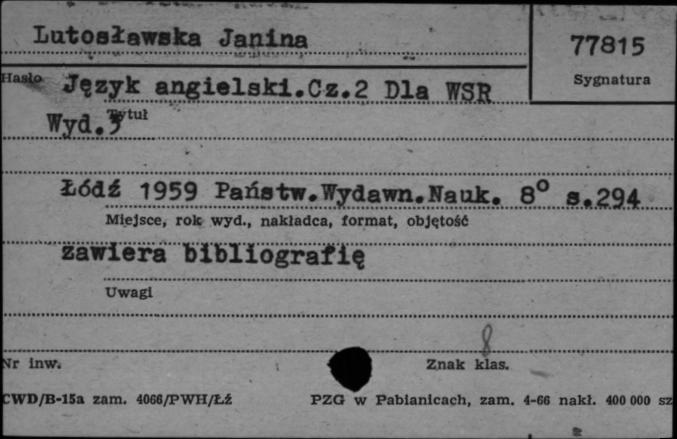 Lutosławska Janina
77815
Hasło
Sygnatura
Język angielski.Cz.2 Dla WSR
Tytuł
Wyd.3
Łódź 1959 Państw.Wydawn.Nauk. 8° s.294
Miejsce, rok wyd., nakładca, format, objętość
zawiera bibliografię
Uwagi
8
Nr inw. Znak klas.
CWD/B-15a zam. 4066/PWH/Łź PZG w Pabianicach, zam. 4-66 nakł. 400 000 sz